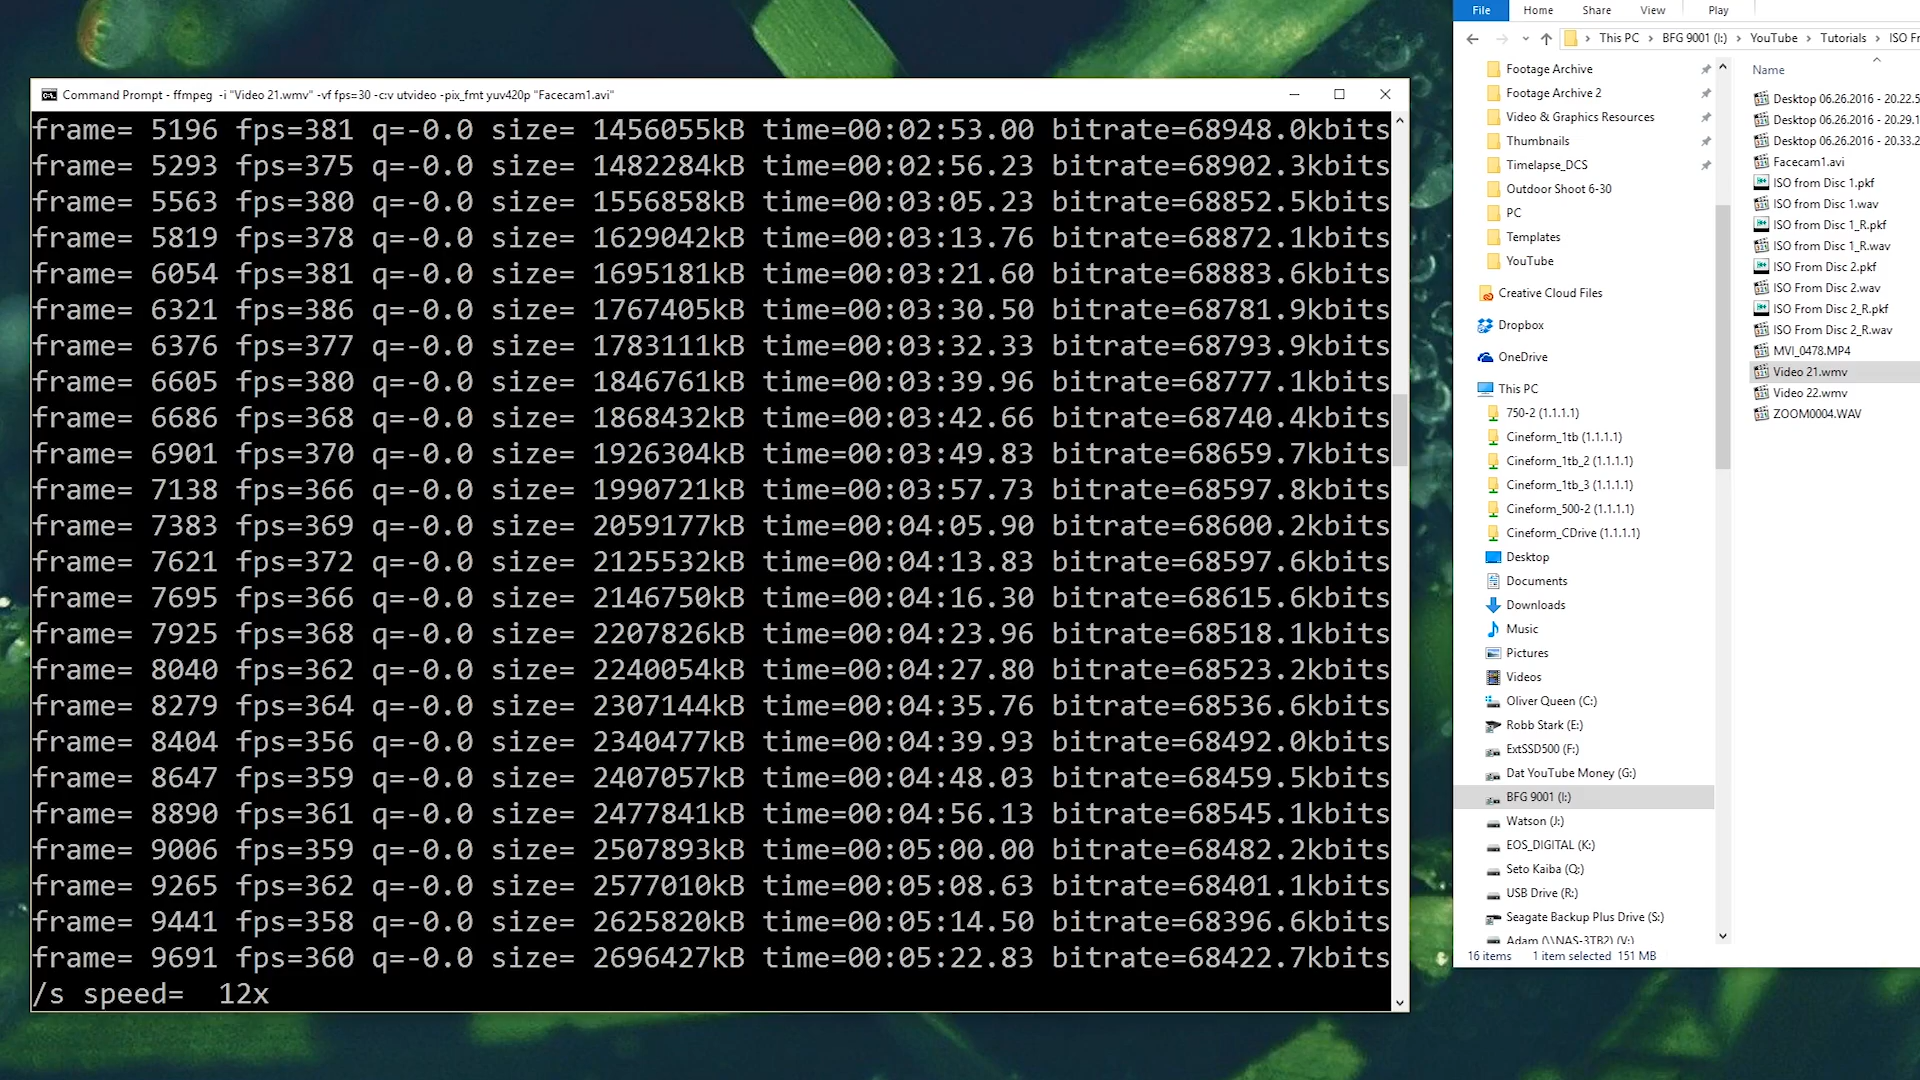 Command Prompt - ffmpeg  -i "Video 21.wmv" -vf fps=30 -c:v utvideo -pix_fmt yuv420p "Facecam1.avi"
frame= 5196 fps=381 q=-0.0 size= 1456055kB time=00:02:53.00 bitrate=68948.0kbits
frame= 5293 fps=375 q=-0.0 size= 1482284kB time=00:02:56.23 bitrate=68902.3kbits
frame= 5563 fps=380 q=-0.0 size= 1556858kB time=00:03:05.23 bitrate=68852.5kbits
frame= 5819 fps=378 q=-0.0 size= 1629042kB time=00:03:13.76 bitrate=68872.1kbits
frame= 6054 fps=381 q=-0.0 size= 1695181kB time=00:03:21.60 bitrate=68883.6kbits
frame= 6321 fps=386 q=-0.0 size= 1767405kB time=00:03:30.50 bitrate=68781.9kbits
frame= 6376 fps=377 q=-0.0 size= 1783111kB time=00:03:32.33 bitrate=68793.9kbits
frame= 6605 fps=380 q=-0.0 size= 1846761kB time=00:03:39.96 bitrate=68777.1kbits
frame= 6686 fps=368 q=-0.0 size= 1868432kB time=00:03:42.66 bitrate=68740.4kbits
frame= 6901 fps=370 q=-0.0 size= 1926304kB time=00:03:49.83 bitrate=68659.7kbits
frame= 7138 fps=366 q=-0.0 size= 1990721kB time=00:03:57.73 bitrate=68597.8kbits
frame= 7383 fps=369 q=-0.0 size= 2059177kB time=00:04:05.90 bitrate=68600.2kbits
frame= 7621 fps=372 q=-0.0 size= 2125532kB time=00:04:13.83 bitrate=68597.6kbits
frame= 7695 fps=366 q=-0.0 size= 2146750kB time=00:04:16.30 bitrate=68615.6kbits
frame= 7925 fps=368 q=-0.0 size= 2207826kB time=00:04:23.96 bitrate=68518.1kbits
frame= 8040 fps=362 q=-0.0 size= 2240054kB time=00:04:27.80 bitrate=68523.2kbits
frame= 8279 fps=364 q=-0.0 size= 2307144kB time=00:04:35.76 bitrate=68536.6kbits
frame= 8404 fps=356 q=-0.0 size= 2340477kB time=00:04:39.93 bitrate=68492.0kbits
frame= 8647 fps=359 q=-0.0 size= 2407057kB time=00:04:48.03 bitrate=68459.5kbits
frame= 8890 fps=361 q=-0.0 size= 2477841kB time=00:04:56.13 bitrate=68545.1kbits
frame= 9006 fps=359 q=-0.0 size= 2507893kB time=00:05:00.00 bitrate=68482.2kbits
frame= 9265 fps=362 q=-0.0 size= 2577010kB time=00:05:08.63 bitrate=68401.1kbits
frame= 9441 fps=358 q=-0.0 size= 2625820kB time=00:05:14.50 bitrate=68396.6kbits
frame= 9691 fps=360 q=-0.0 size= 2696427kB time=00:05:22.83 bitrate=68422.7kbits
/s speed=  12x
File Home Share View Play
This PC > BFG 9001 (I:) > YouTube > Tutorials > ISO Fr
Footage Archive
Footage Archive 2
Video & Graphics Resources
Thumbnails
Timelapse_DCS
Outdoor Shoot 6-30
PC
Templates
YouTube
Creative Cloud Files
Dropbox
OneDrive
This PC
750-2 (1.1.1.1)
Cineform_1tb (1.1.1.1)
Cineform_1tb_2 (1.1.1.1)
Cineform_1tb_3 (1.1.1.1)
Cineform_500-2 (1.1.1.1)
Cineform_CDrive (1.1.1.1)
Desktop
Documents
Downloads
Music
Pictures
Videos
Oliver Queen (C:)
Robb Stark (E:)
ExtSSD500 (F:)
Dat YouTube Money (G:)
BFG 9001 (I:)
Watson (J:)
EOS_DIGITAL (K:)
Seto Kaiba (Q:)
USB Drive (R:)
Seagate Backup Plus Drive (S:)
Adam (\\NAS-3TB2) (V:)
Name
Desktop 06.26.2016 - 20.22.5
Desktop 06.26.2016 - 20.29.1
Desktop 06.26.2016 - 20.33.2
Facecam1.avi
ISO from Disc 1.pkf
ISO from Disc 1.wav
ISO from Disc 1_R.pkf
ISO from Disc 1_R.wav
ISO From Disc 2.pkf
ISO From Disc 2.wav
ISO From Disc 2_R.pkf
ISO From Disc 2_R.wav
MVI_0478.MP4
Video 21.wmv
Video 22.wmv
ZOOM0004.WAV
16 items 1 item selected 151 MB